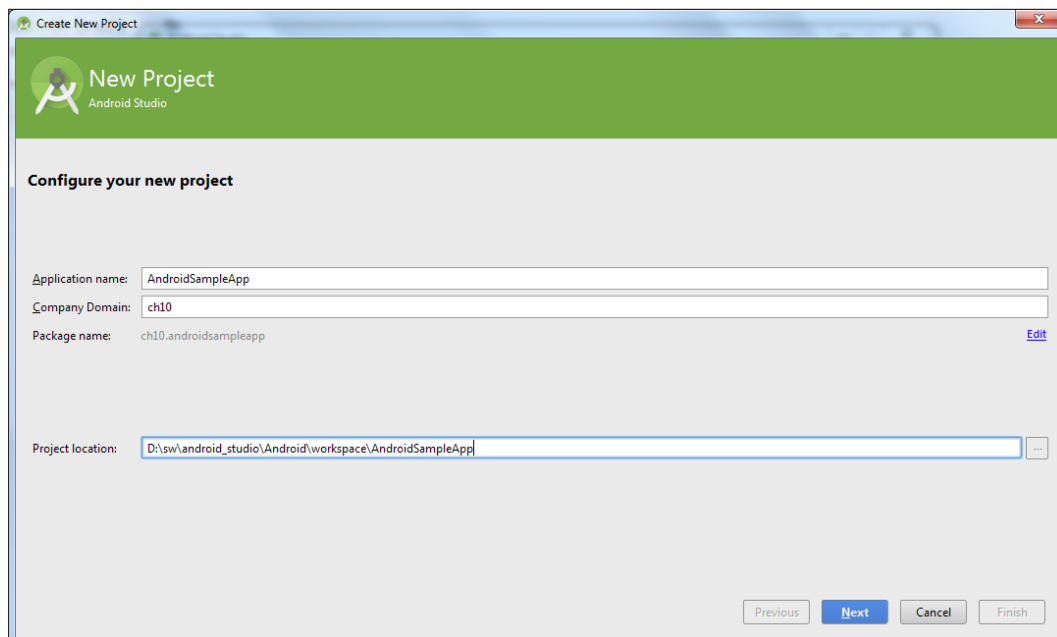 Create New Project
New Project
Android Studio
Configure your new project
Application name: AndroidSampleApp
Company Domain: ch10
Package name: ch10.androidsampleapp Edit
Project location: D:\sw\android_studio\Android\workspace\AndroidSampleApp ...
Previous Next Cancel Finish